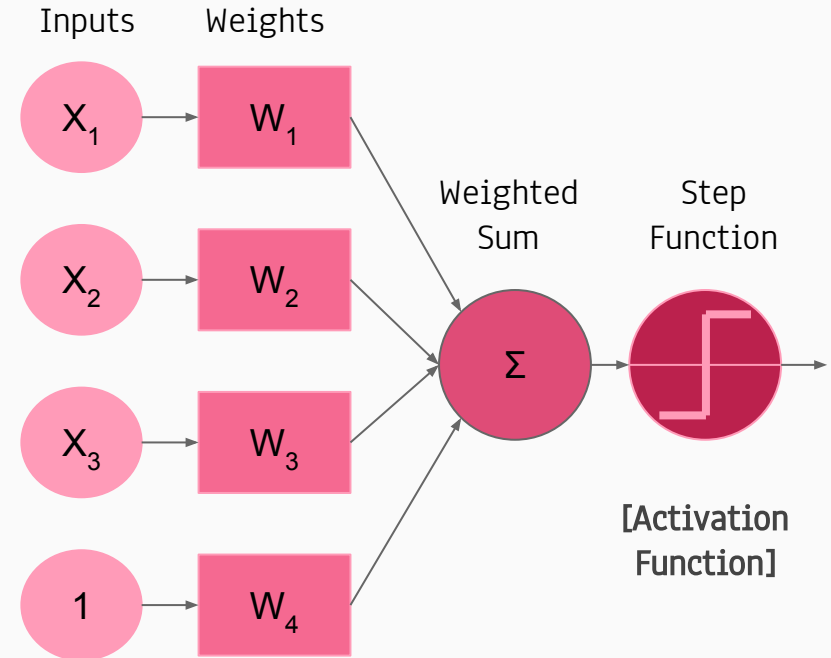 Inputs
Weights
X₁
W₁
Weighted
Sum
Step
Function
X₂
W₂
Σ
X₃
W₃
[Activation
Function]
1
W₄